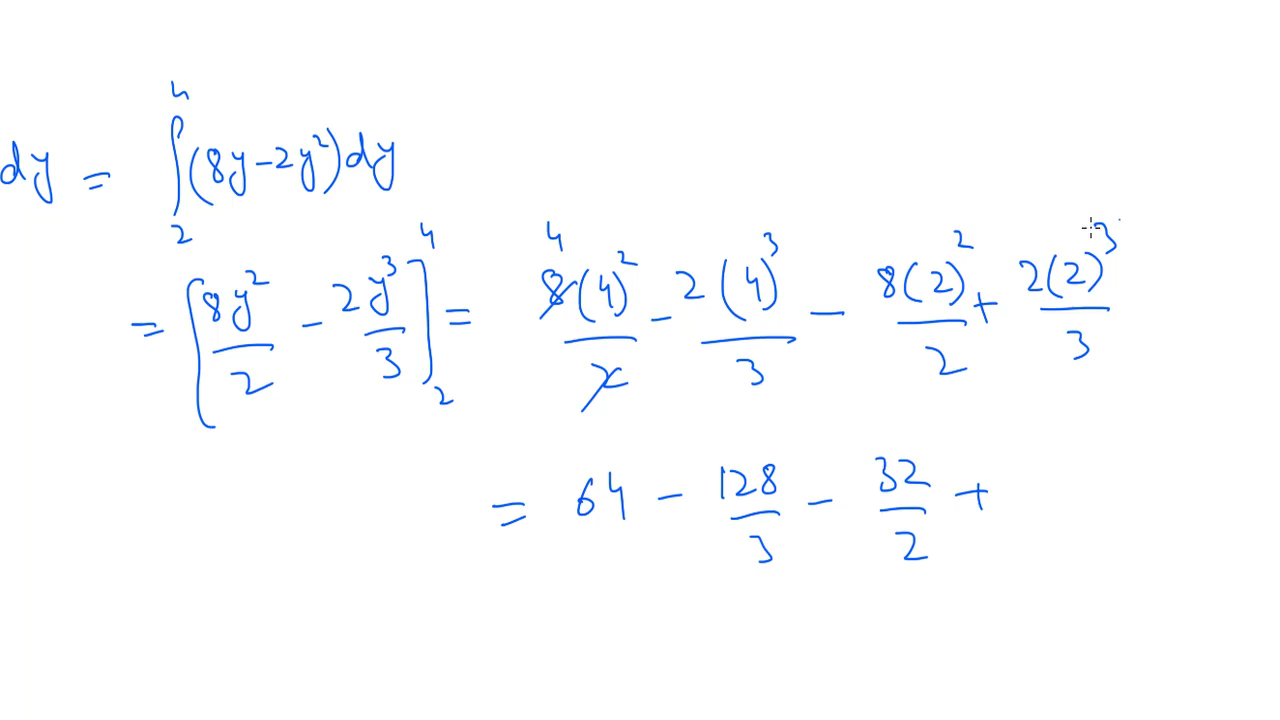 dy = ∫₂⁴ (8y - 2y²) dy
= [8y²/2 - 2y³/3]₂⁴ = 4 8(4)²/2 - 2(4)³/3 - 8(2)²/2 + 2(2)³/3
= 64 - 128/3 - 32/2 +